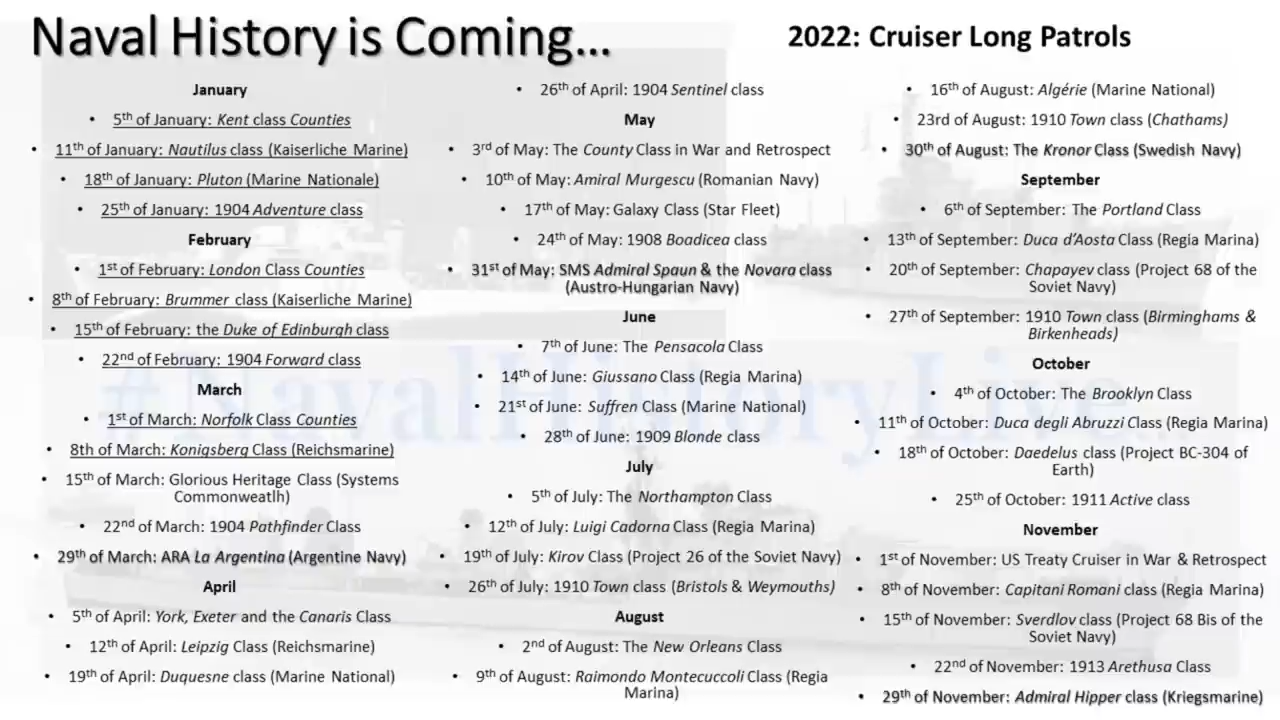 Naval History is Coming...
2022: Cruiser Long Patrols
January
• 5th of January: Kent class Counties
• 11th of January: Nautilus class (Kaiserliche Marine)
• 18th of January: Pluton (Marine Nationale)
• 25th of January: 1904 Adventure class
February
• 1st of February: London Class Counties
• 8th of February: Brummer class (Kaiserliche Marine)
• 15th of February: the Duke of Edinburgh class
• 22nd of February: 1904 Forward class
March
• 1st of March: Norfolk Class Counties
• 8th of March: Konigsberg Class (Reichsmarine)
• 15th of March: Glorious Heritage Class (Systems
Commonweatlh)
• 22nd of March: 1904 Pathfinder Class
• 29th of March: ARA La Argentina (Argentine Navy)
April
• 5th of April: York, Exeter and the Canaris Class
• 12th of April: Leipzig Class (Reichsmarine)
• 19th of April: Duquesne class (Marine National)
• 26th of April: 1904 Sentinel class
May
• 3rd of May: The County Class in War and Retrospect
• 10th of May: Amiral Murgescu (Romanian Navy)
• 17th of May: Galaxy Class (Star Fleet)
• 24th of May: 1908 Boadicea class
• 31st of May: SMS Admiral Spaun & the Novara class
(Austro-Hungarian Navy)
June
• 7th of June: The Pensacola Class
• 14th of June: Giussano Class (Regia Marina)
• 21st of June: Suffren Class (Marine National)
• 28th of June: 1909 Blonde class
July
• 5th of July: The Northampton Class
• 12th of July: Luigi Cadorna Class (Regia Marina)
• 19th of July: Kirov Class (Project 26 of the Soviet Navy)
• 26th of July: 1910 Town class (Bristols & Weymouths)
August
• 2nd of August: The New Orleans Class
• 9th of August: Raimondo Montecuccoli Class (Regia
Marina)
• 16th of August: Algérie (Marine National)
• 23rd of August: 1910 Town class (Chathams)
• 30th of August: The Kronor Class (Swedish Navy)
September
• 6th of September: The Portland Class
• 13th of September: Duca d'Aosta Class (Regia Marina)
• 20th of September: Chapayev class (Project 68 of the
Soviet Navy)
• 27th of September: 1910 Town class (Birminghams &
Birkenheads)
October
• 4th of October: The Brooklyn Class
• 11th of October: Duca degli Abruzzi Class (Regia Marina)
• 18th of October: Daedelus class (Project BC-304 of
Earth)
• 25th of October: 1911 Active class
November
• 1st of November: US Treaty Cruiser in War & Retrospect
• 8th of November: Capitani Romani class (Regia Marina)
• 15th of November: Sverdlov class (Project 68 Bis of the
Soviet Navy)
• 22nd of November: 1913 Arethusa Class
• 29th of November: Admiral Hipper class (Kriegsmarine)
#NavalHistoryLive...